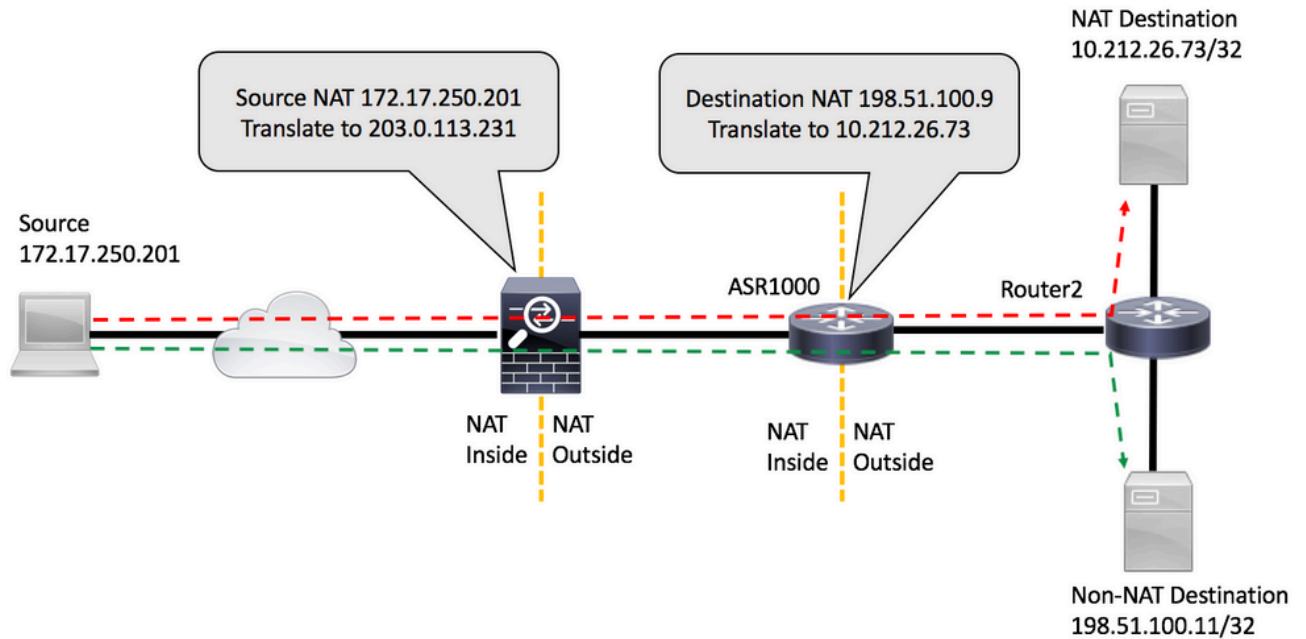 NAT Destination
10.212.26.73/32
Source NAT 172.17.250.201
Translate to 203.0.113.231
Destination NAT 198.51.100.9
Translate to 10.212.26.73
Source
172.17.250.201
ASR1000
Router2
NAT
Inside
NAT
Outside
NAT
Inside
NAT
Outside
Non-NAT Destination
198.51.100.11/32